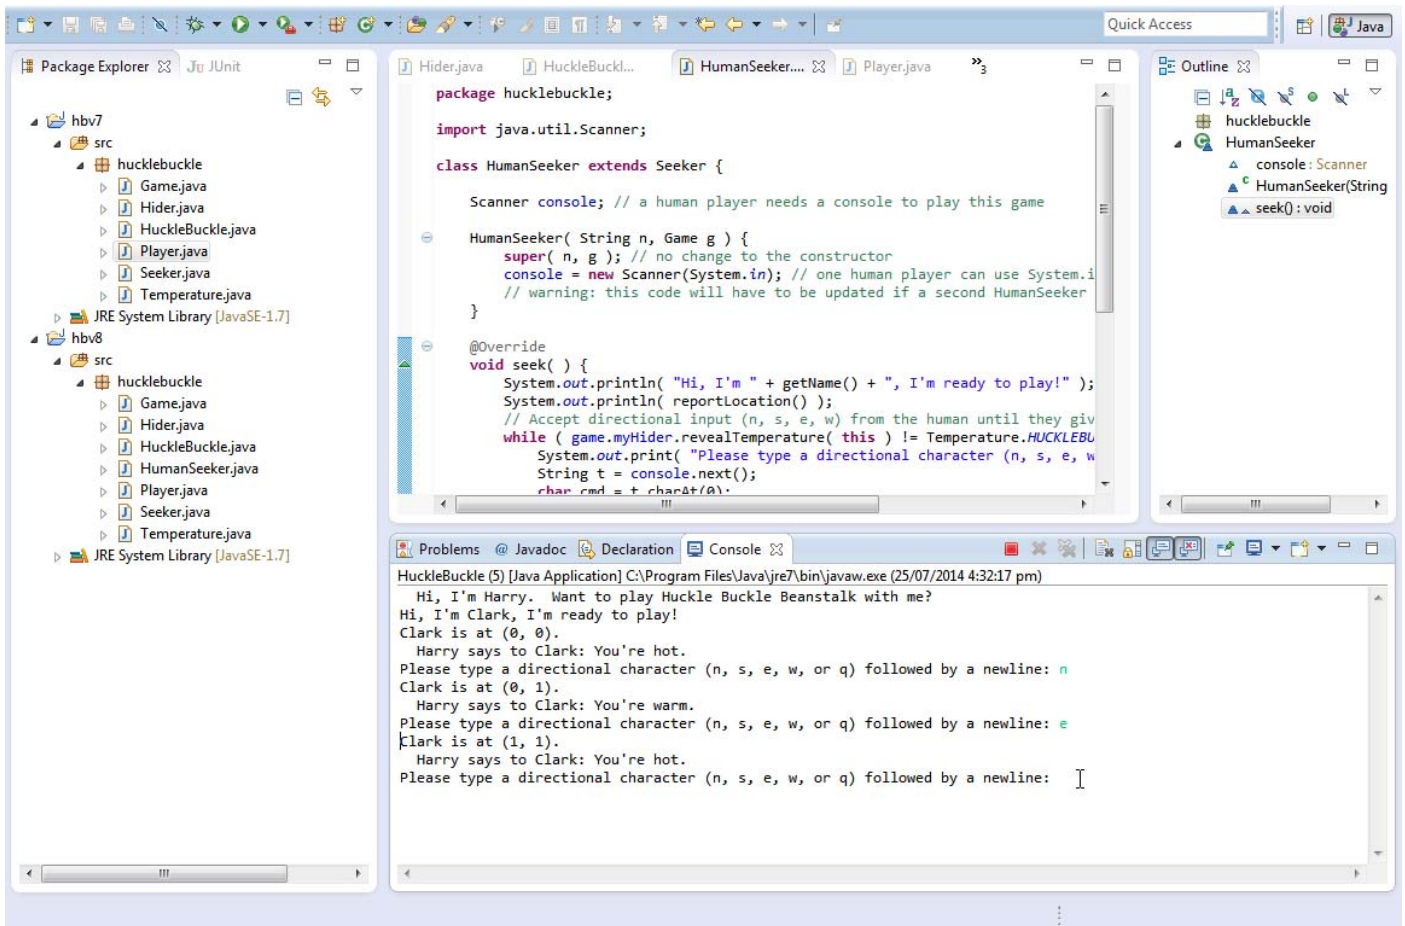 Quick Access
Java
Package Explorer
JUnit
hbv7
src
hucklebuckle
Game.java
Hider.java
HuckleBuckle.java
Player.java
Seeker.java
Temperature.java
JRE System Library [JavaSE-1.7]
hbv8
src
hucklebuckle
Game.java
Hider.java
HuckleBuckle.java
HumanSeeker.java
Player.java
Seeker.java
Temperature.java
JRE System Library [JavaSE-1.7]
Hider.java HuckleBuckl... HumanSeeker.... Player.java »3
package hucklebuckle;
import java.util.Scanner;
class HumanSeeker extends Seeker {
Scanner console; // a human player needs a console to play this game
HumanSeeker( String n, Game g ) {
super( n, g ); // no change to the constructor
console = new Scanner(System.in); // one human player can use System.i
// warning: this code will have to be updated if a second HumanSeeker
}
@Override
void seek( ) {
System.out.println( "Hi, I'm " + getName() + ", I'm ready to play!" );
System.out.println( reportLocation() );
// Accept directional input (n, s, e, w) from the human until they giv
while ( game.myHider.revealTemperature( this ) != Temperature.HUCKLEBU
System.out.print( "Please type a directional character (n, s, e, w
String t = console.next();
char cmd = t.charAt(0);
Outline
hucklebuckle
HumanSeeker
console : Scanner
HumanSeeker(String
seek() : void
Problems @ Javadoc Declaration Console
HuckleBuckle (5) [Java Application] C:\Program Files\Java\jre7\bin\javaw.exe (25/07/2014 4:32:17 pm)
Hi, I'm Harry.  Want to play Huckle Buckle Beanstalk with me?
Hi, I'm Clark, I'm ready to play!
Clark is at (0, 0).
Harry says to Clark: You're hot.
Please type a directional character (n, s, e, w, or q) followed by a newline: n
Clark is at (0, 1).
Harry says to Clark: You're warm.
Please type a directional character (n, s, e, w, or q) followed by a newline: e
Clark is at (1, 1).
Harry says to Clark: You're hot.
Please type a directional character (n, s, e, w, or q) followed by a newline: